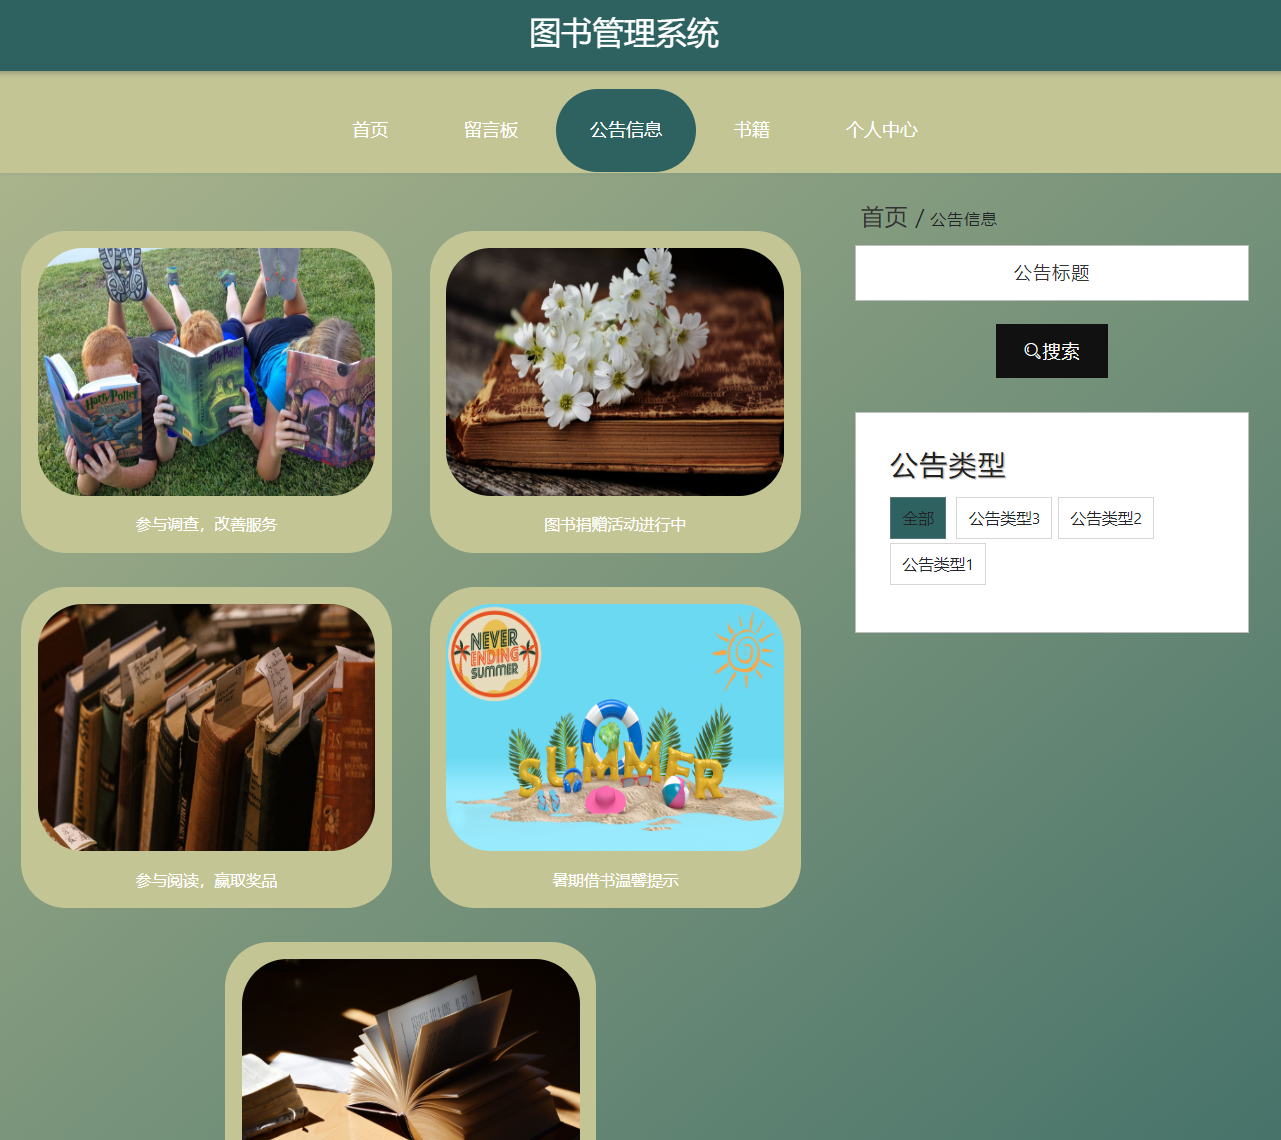 图书管理系统
首页 留言板 公告信息 书籍 个人中心
首页 / 公告信息
公告标题
搜索
公告类型
全部 公告类型3 公告类型2
公告类型1
Harry Potter
参与调查，改善服务
图书捐赠活动进行中
参与阅读，赢取奖品
NEVER
ENDING
SUMMER
SUMMER
暑期借书温馨提示